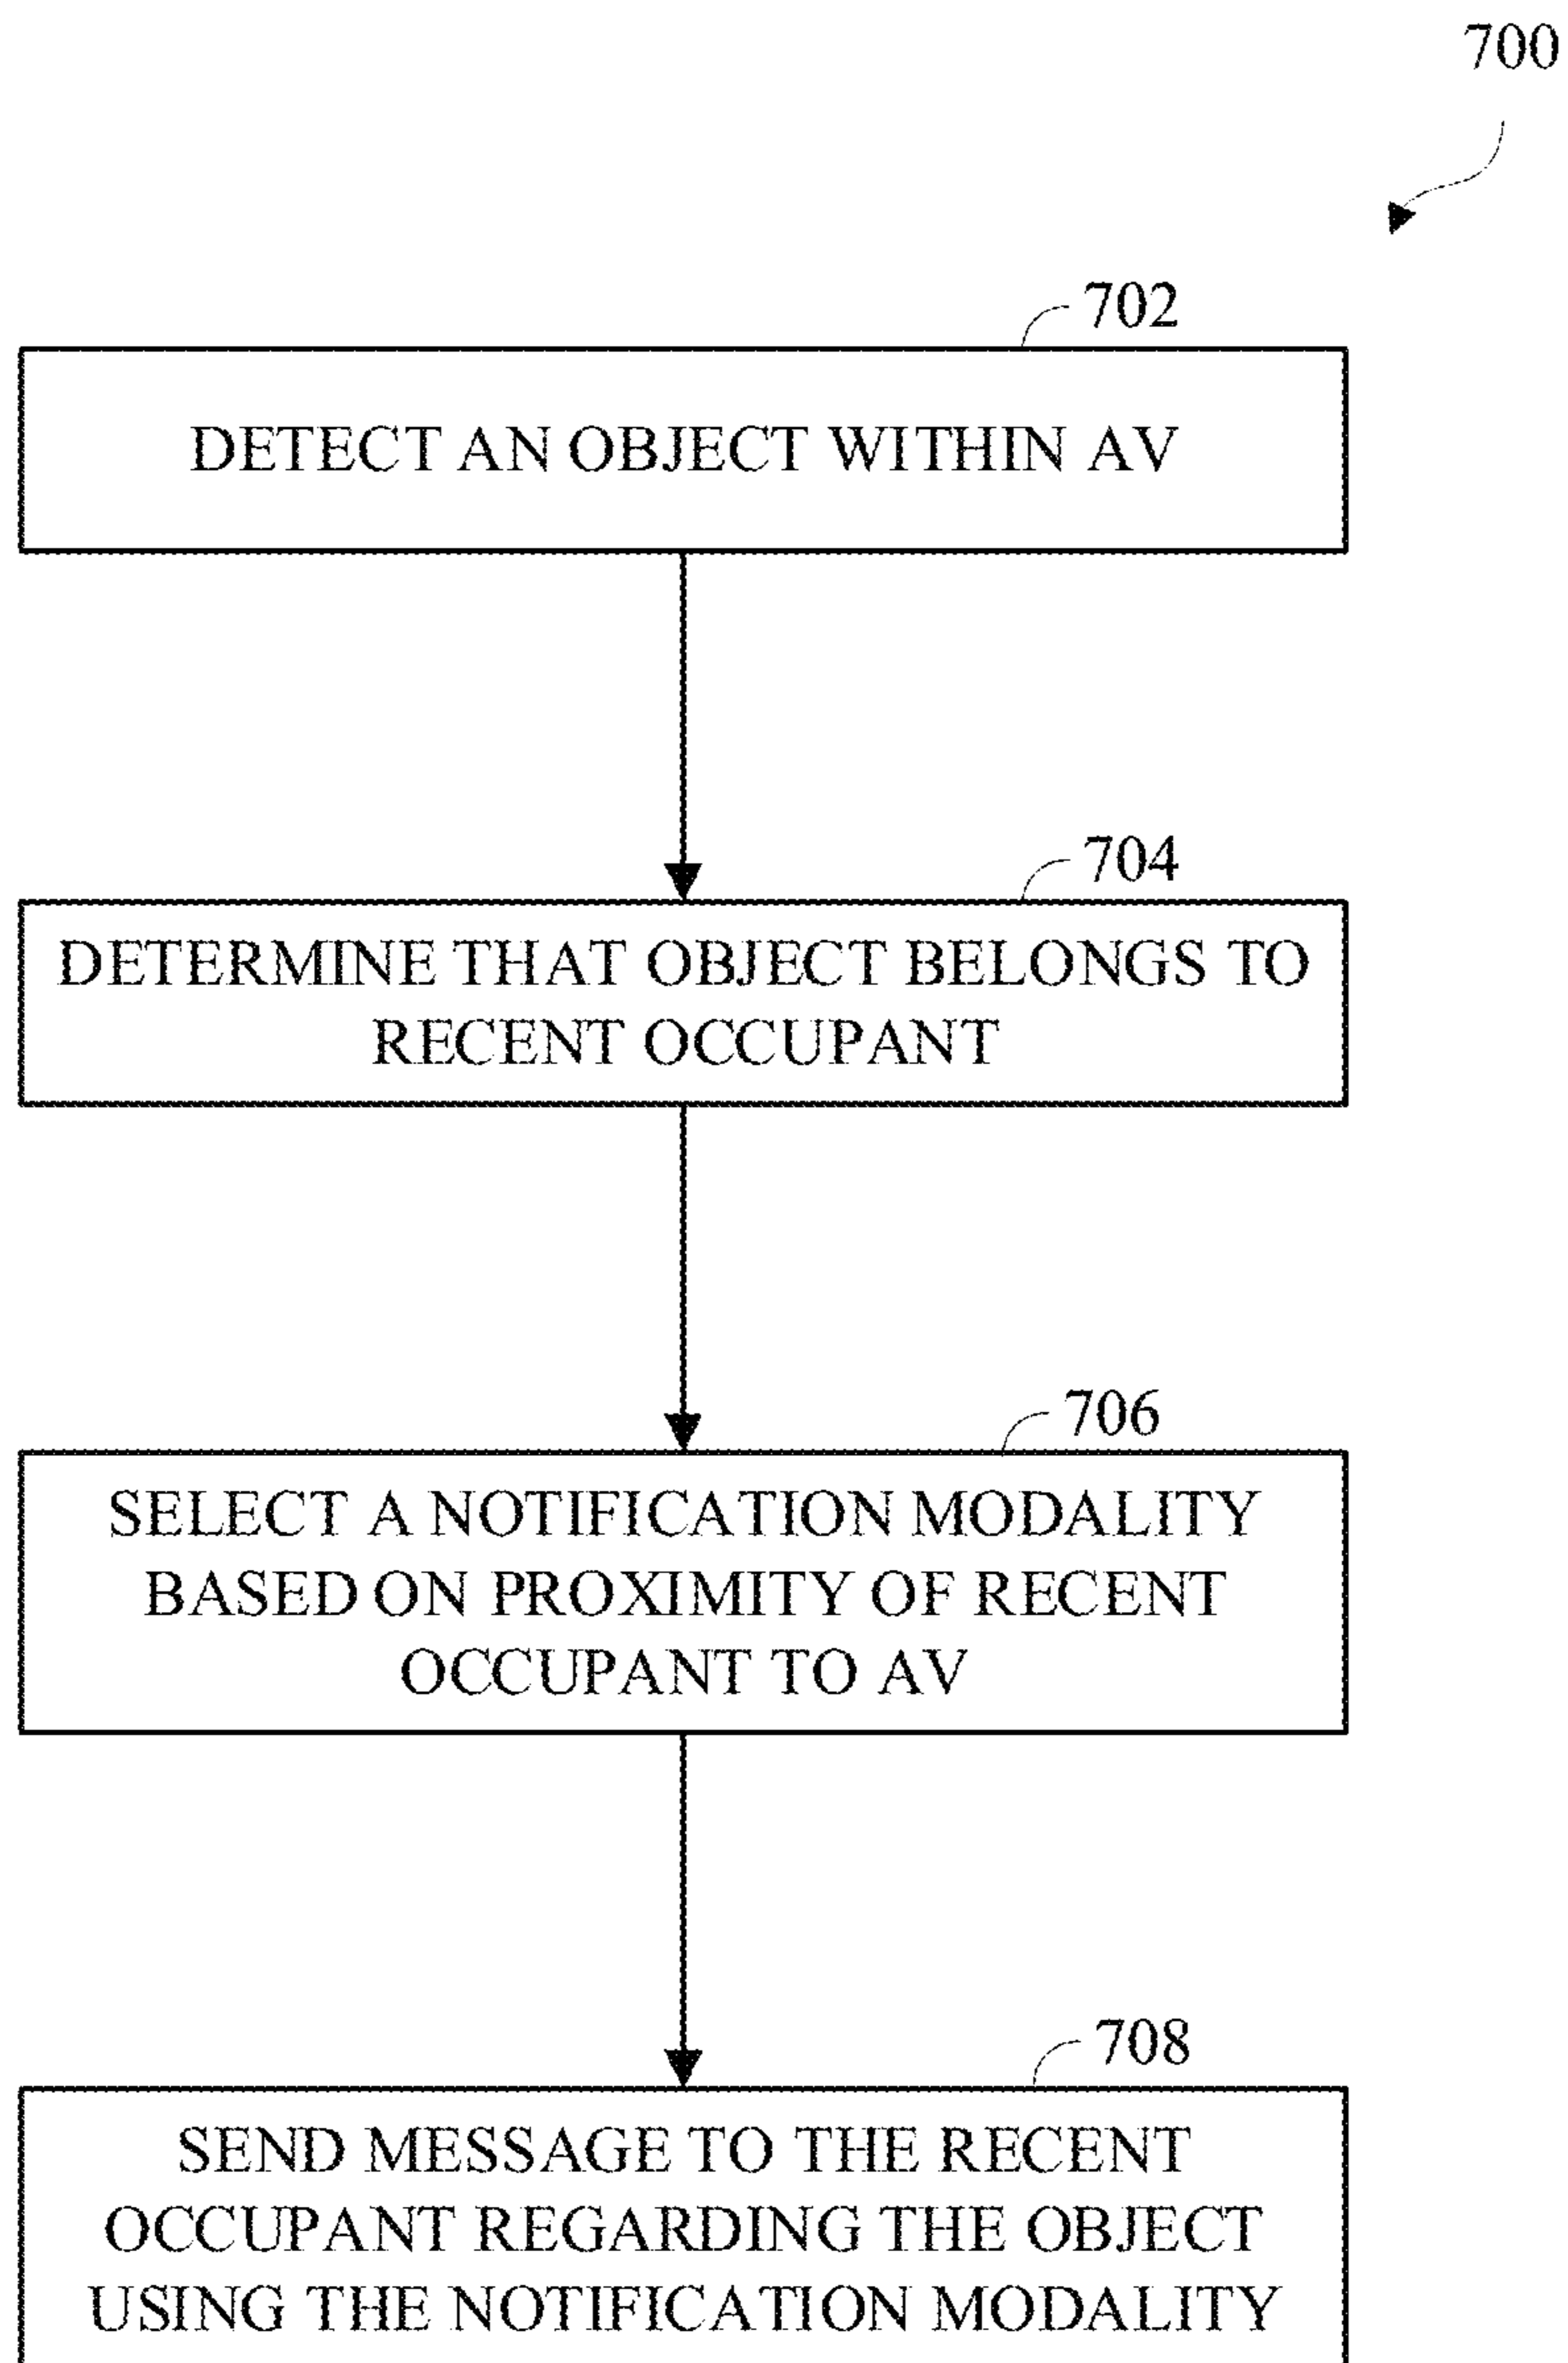 700
702
DETECT AN OBJECT WITHIN AV
704
DETERMINE THAT OBJECT BELONGS TO
RECENT OCCUPANT
706
SELECT A NOTIFICATION MODALITY
BASED ON PROXIMITY OF RECENT
OCCUPANT TO AV
708
SEND MESSAGE TO THE RECENT
OCCUPANT REGARDING THE OBJECT
USING THE NOTIFICATION MODALITY